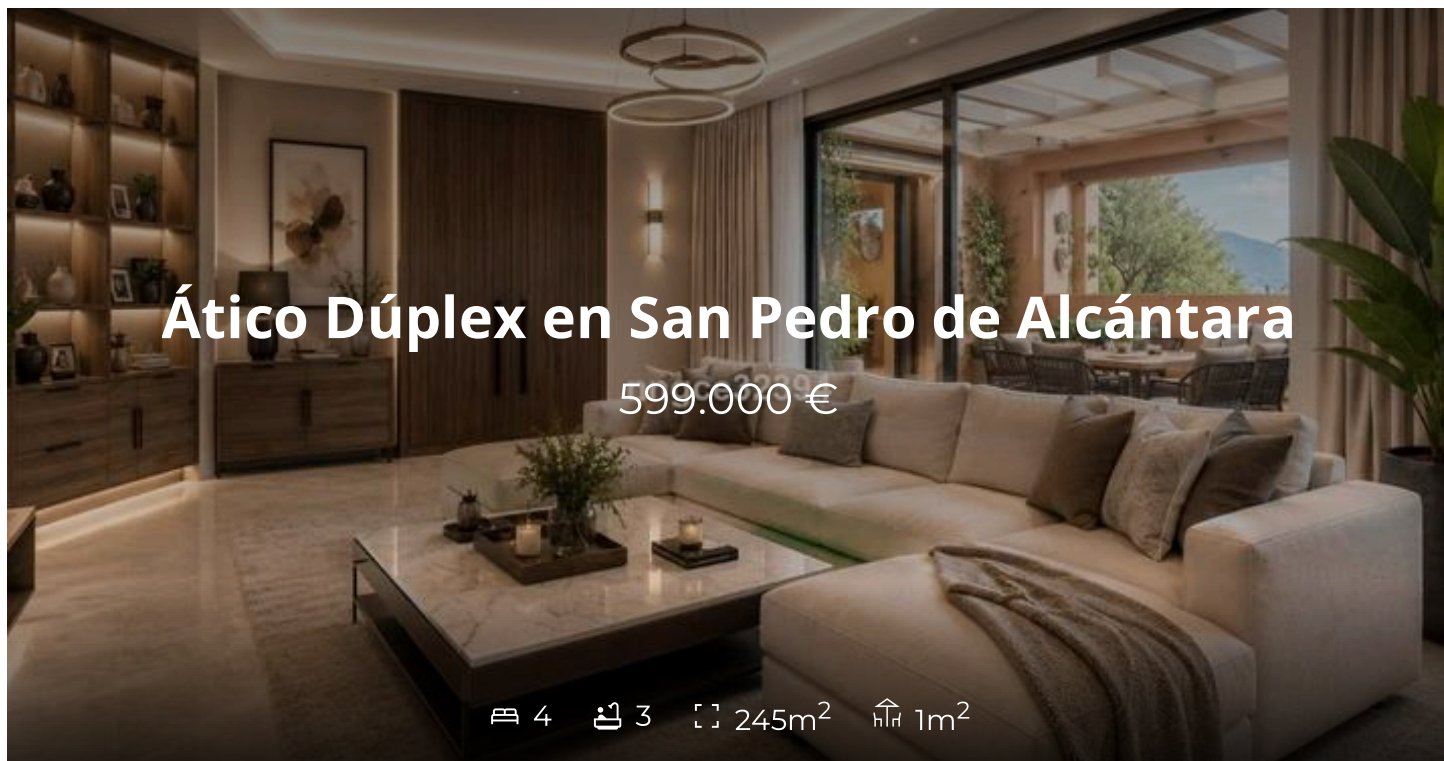 Ático Dúplex en San Pedro de Alcántara
599.000 €
4 3 245m² 1m²